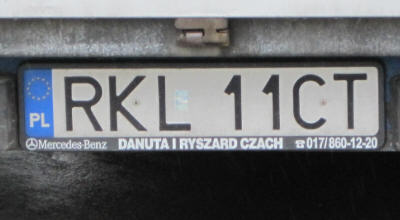 PL RKL 11CT
Mercedes-Benz DANUTA I RYSZARD CZACH ☎017/860-12-20